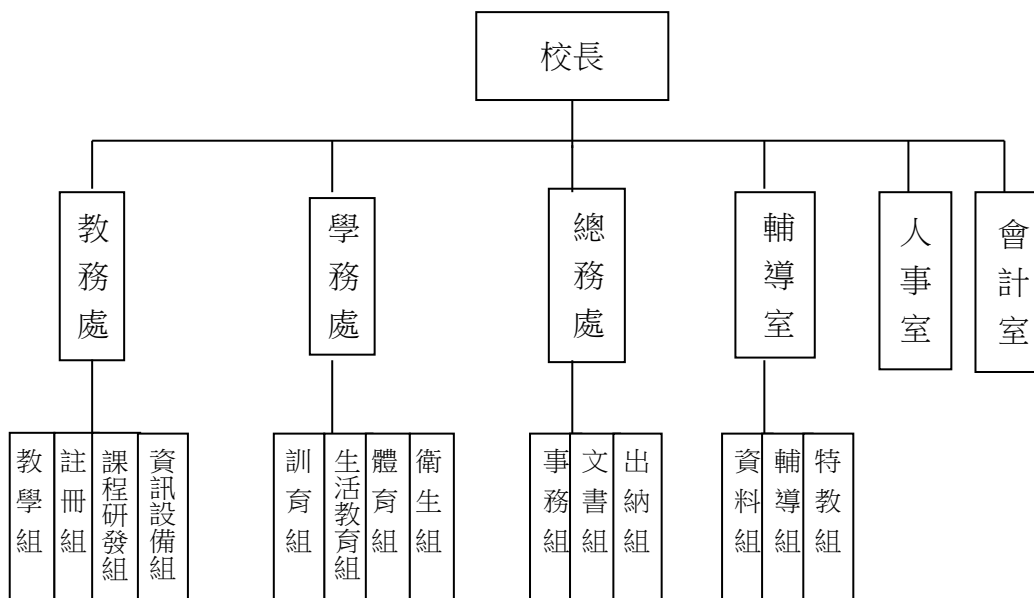 校長
教務處
學務處
總務處
輔導室
人事室
會計室
教學組
註冊組
課程研發組
資訊設備組
訓育組
生活教育組
體育組
衛生組
事務組
文書組
出納組
資料組
輔導組
特教組